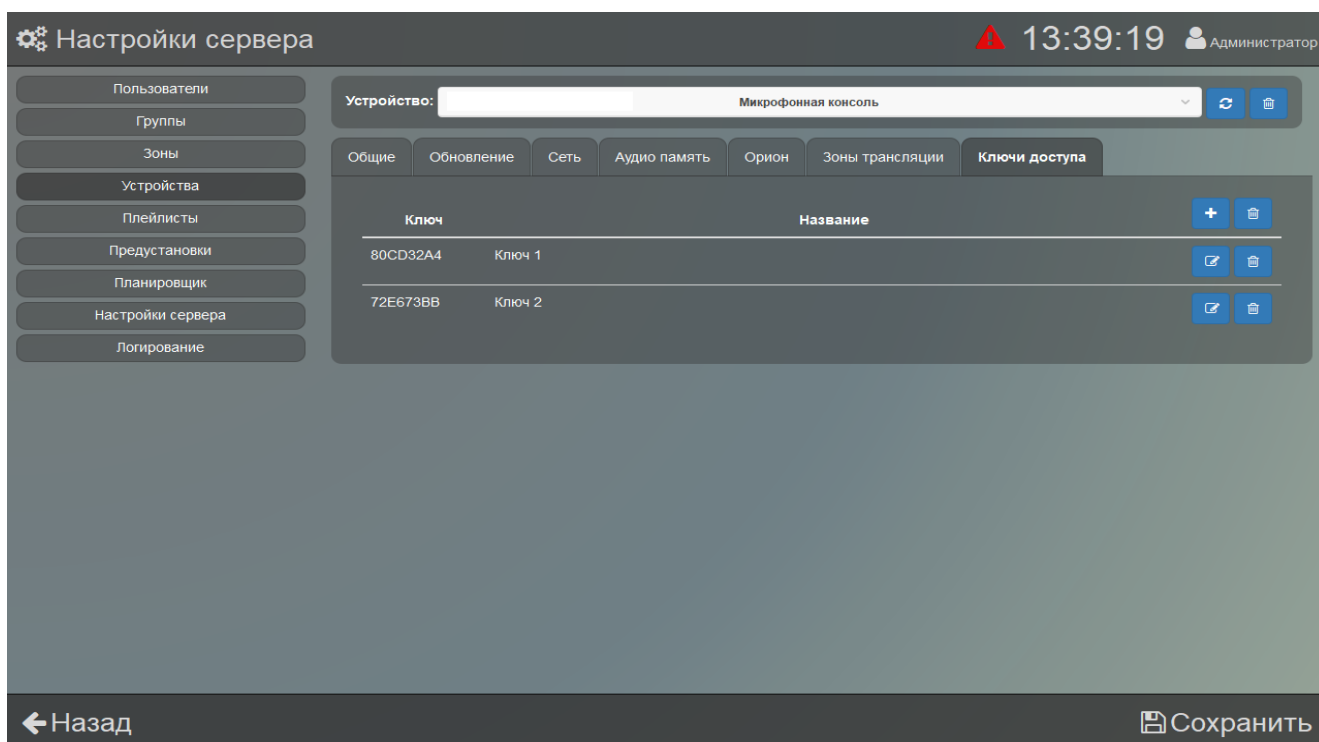 Настройки сервера
13:39:19 Администратор
Пользователи
Группы
Зоны
Устройства
Плейлисты
Предустановки
Планировщик
Настройки сервера
Логирование
Устройство: Микрофонная консоль
Общие Обновление Сеть Аудио память Орион Зоны трансляции Ключи доступа
Ключ Название
80CD32A4 Ключ 1
72E673BB Ключ 2
Назад Сохранить